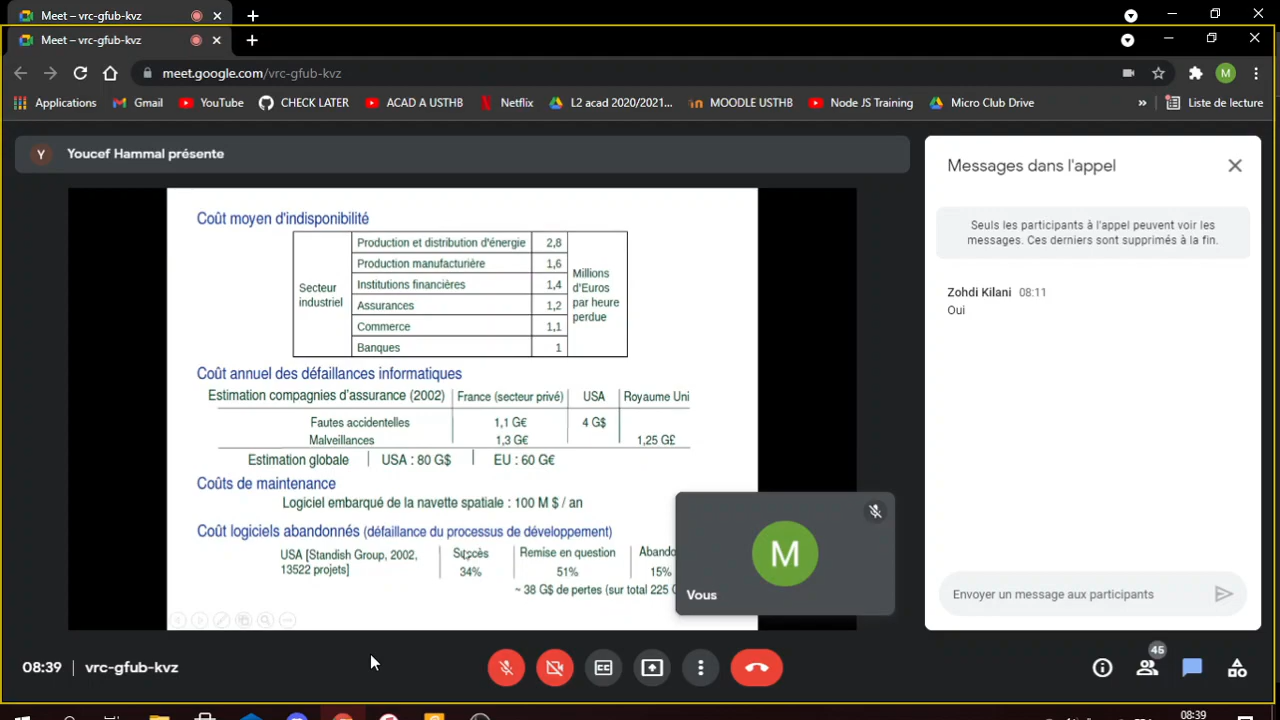 Meet – vrc-gfub-kvz
Meet – vrc-gfub-kvz
meet.google.com/vrc-gfub-kvz
M
Applications
Gmail
YouTube
CHECK LATER
ACAD A USTHB
Netflix
L2 acad 2020/2021...
MOODLE USTHB
Node JS Training
Micro Club Drive
»
Liste de lecture
Y
Youcef Hammal présente
Coût moyen d'indisponibilité
Secteur industriel
Production et distribution d'énergie 2,8
Production manufacturière 1,6
Institutions financières 1,4
Assurances 1,2
Commerce 1,1
Banques 1
Millions
d'Euros
par heure
perdue
Coût annuel des défaillances informatiques
Estimation compagnies d'assurance (2002) France (secteur privé) USA Royaume Uni
Fautes accidentelles 1,1 G€ 4 G$
Malveillances 1,3 G€ 1,25 G£
Estimation globale USA : 80 G$ EU : 60 G€
Coûts de maintenance
Logiciel embarqué de la navette spatiale : 100 M $ / an
Coût logiciels abandonnés (défaillance du processus de développement)
USA [Standish Group, 2002, Succès Remise en question
13522 projets] 34% 51% 15%
~ 38 G$ de pertes (sur total 225
M
Vous
Messages dans l'appel
Seuls les participants à l'appel peuvent voir les
messages. Ces derniers sont supprimés à la fin.
Zohdi Kilani 08:11
Oui
Envoyer un message aux participants
08:39 | vrc-gfub-kvz
45
08:39